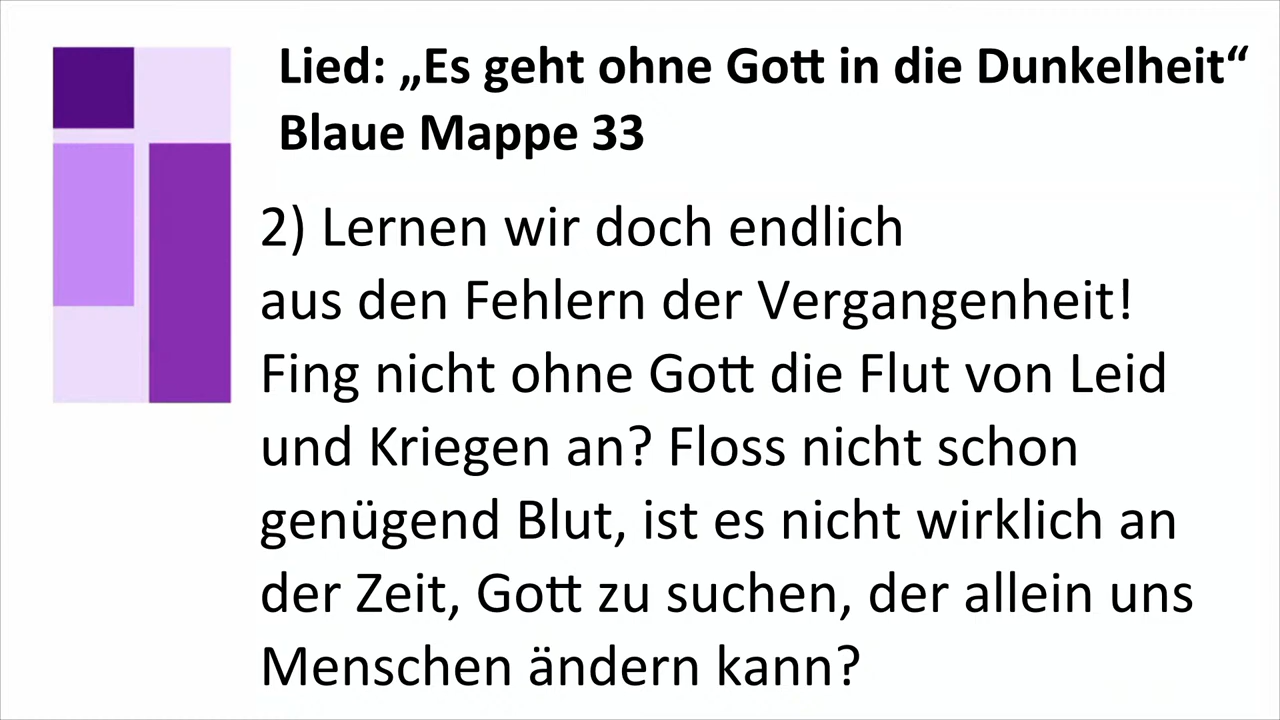 Lied: „Es geht ohne Gott in die Dunkelheit“
Blaue Mappe 33
2) Lernen wir doch endlich
aus den Fehlern der Vergangenheit!
Fing nicht ohne Gott die Flut von Leid
und Kriegen an? Floss nicht schon
genügend Blut, ist es nicht wirklich an
der Zeit, Gott zu suchen, der allein uns
Menschen ändern kann?